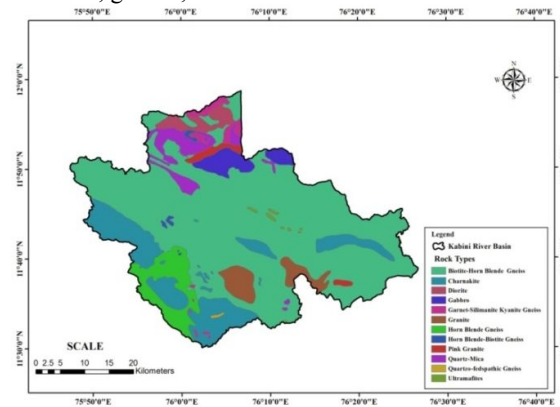 75°50'0"E 76°0'0"E 76°10'0"E 76°20'0"E 76°30'0"E 76°40'0"E
N
W E
S
12°0'0"N
11°50'0"N
11°40'0"N
11°30'0"N
Legend
Kabini River Basin
Rock Types
Biotite-Horn Blende Gneiss
Charnakite
Diorite
Gabbro
Garnet-Silimanite Kyanite Gneiss
Granite
Horn Blende Gneiss
Horn Blende-Biotite Gneiss
Pink Granite
Quartz-Mica
Gneiss
Ultramafites
SCALE
0 2.5 5 10 15 20
Kilometers
75°50'0"E 76°0'0"E 76°10'0"E 76°20'0"E 76°30'0"E 76°40'0"E